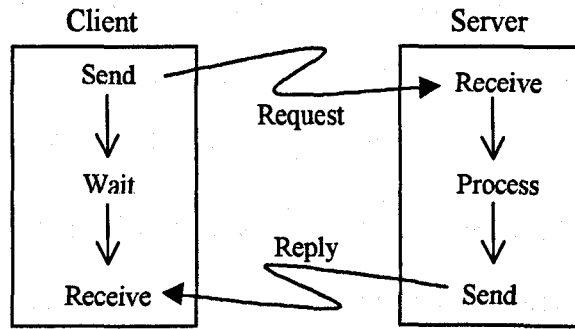 Client
Server
Send
Receive
Request
Wait
Process
Reply
Receive
Send